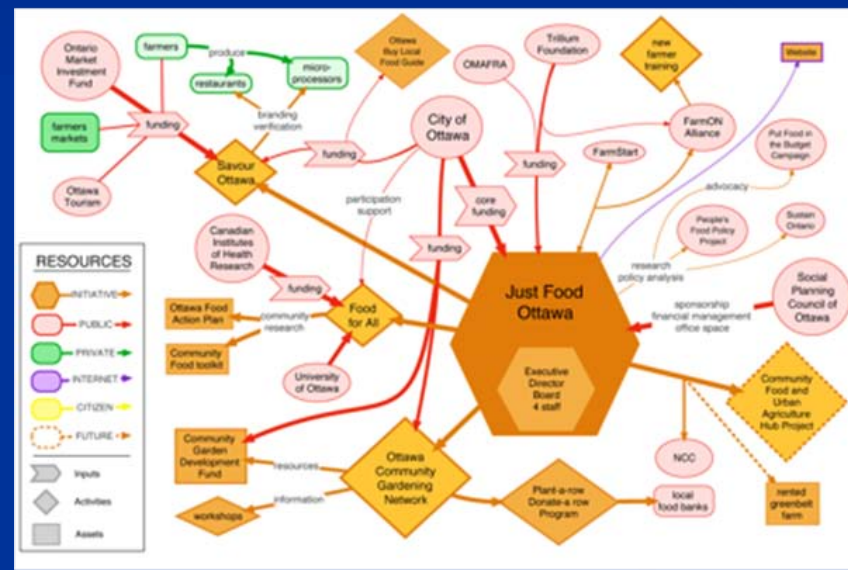 Ontario
Market
Investment
Fund
farmers
produce
restaurants
micro-
processors
Ottawa
Buy Local
Food Guide
OMAFRA
Trillium
Foundation
new
farmer
training
Website
farmers
markets
funding
branding
verification
City of
Ottawa
funding
FarmStart
FarmON
Alliance
Put Food in
the Budget
Campaign
Savour
Ottawa
Ottawa
Tourism
participation
support
core
funding
funding
advocacy
People's
Food Policy
Project
Sustain
Ontario
Canadian
Institutes
of Health
Research
funding
funding
research
policy analysis
Just Food
Ottawa
sponsorship
financial management
office space
Social
Planning
Council of
Ottawa
Ottawa Food
Action Plan
community
research
Food
for All
Community
Food toolkit
University
of Ottawa
Executive
Director
Board
4 staff
Community
Food and
Urban
Agriculture
Hub Project
Community
Garden
Development
Fund
resources
Ottawa
Community
Gardening
Network
information
workshops
Plant-a-row
Donate-a row
Program
local
food banks
NCC
rented
greenbelt
farm
RESOURCES
INITIATIVE
PUBLIC
PRIVATE
INTERNET
CITIZEN
FUTURE
Inputs
Activities
Assets